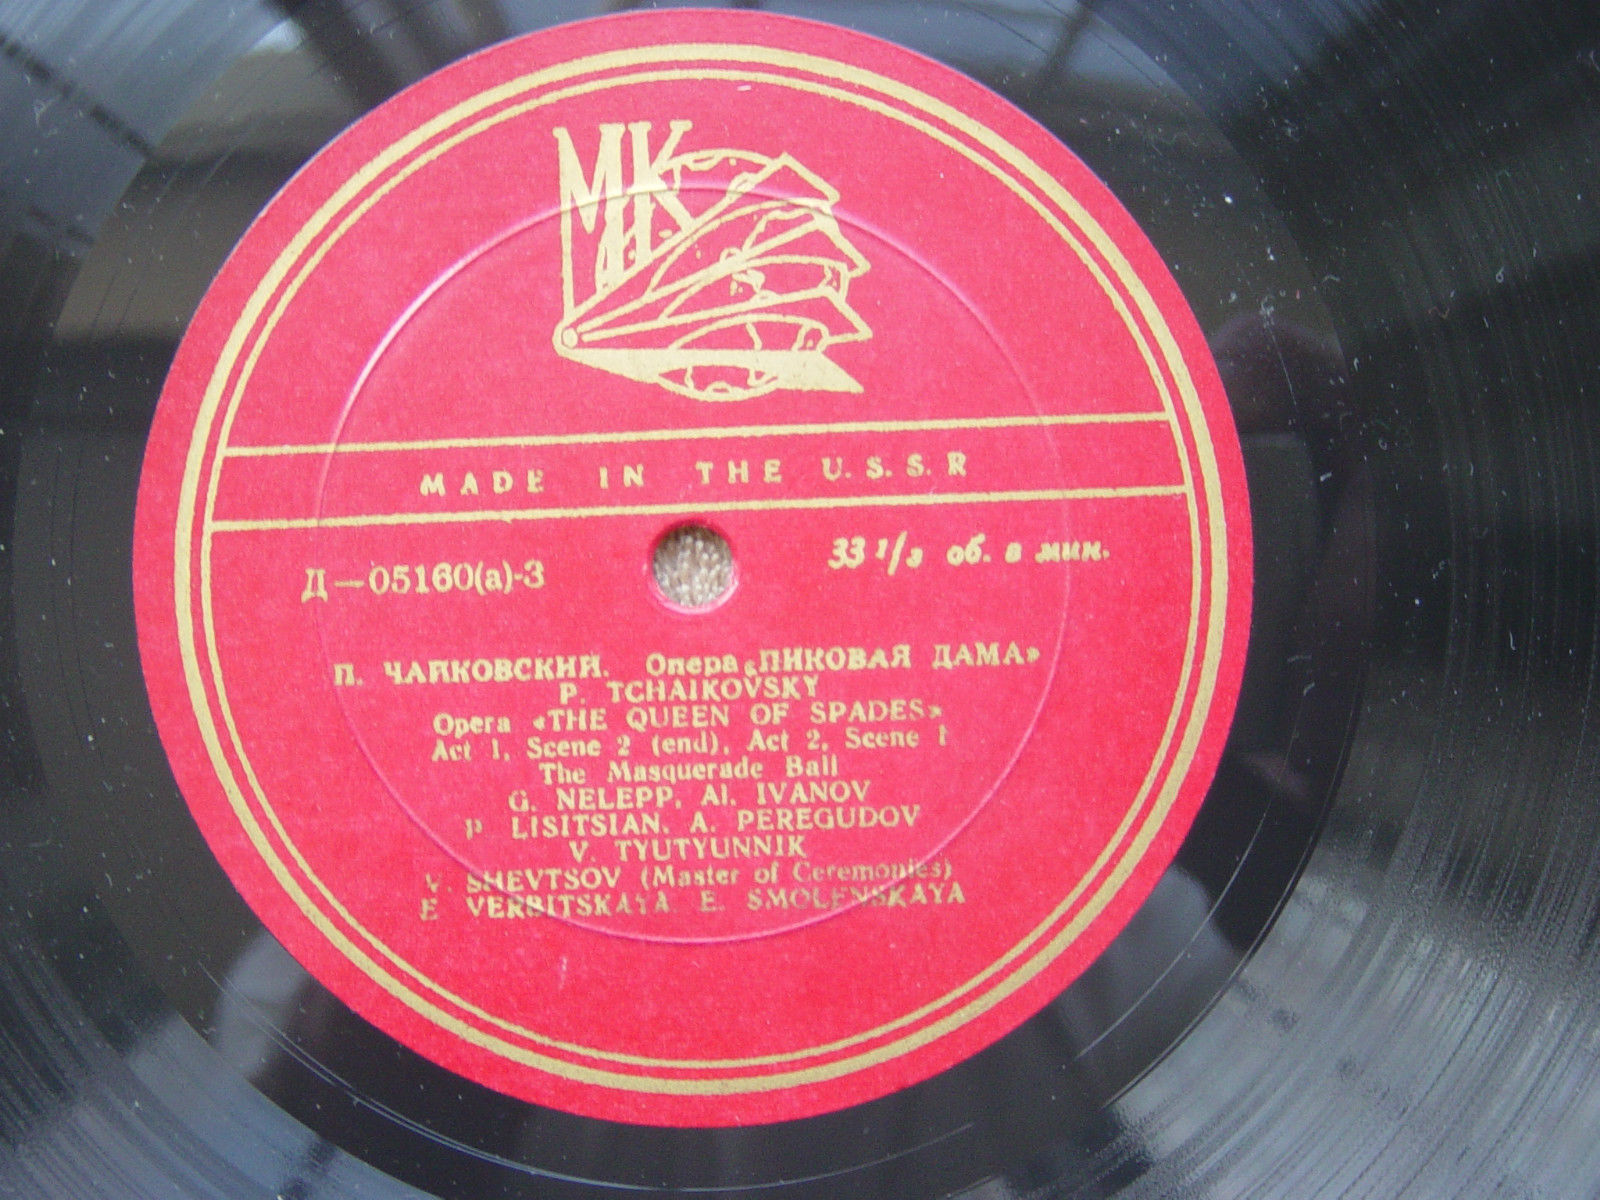 МК
MADE IN THE U.S.S.R
Д—05160(а)-3
33 1/3 об. в мин.
П. ЧАЙКОВСКИЙ. Опера «ПИКОВАЯ ДАМА»
P. TCHAIKOVSKY
Opera «THE QUEEN OF SPADES»
Act 1, Scene 2 (end), Act 2, Scene 1
The Masquerade Ball
G. NELEPP, Al. IVANOV
P. LISITSIAN, A. PEREGUDOV
V. TYUTYUNNIK
V. SHEVTSOV (Master of Ceremonies)
E. VERBITSKAYA, E. SMOLENSKAYA